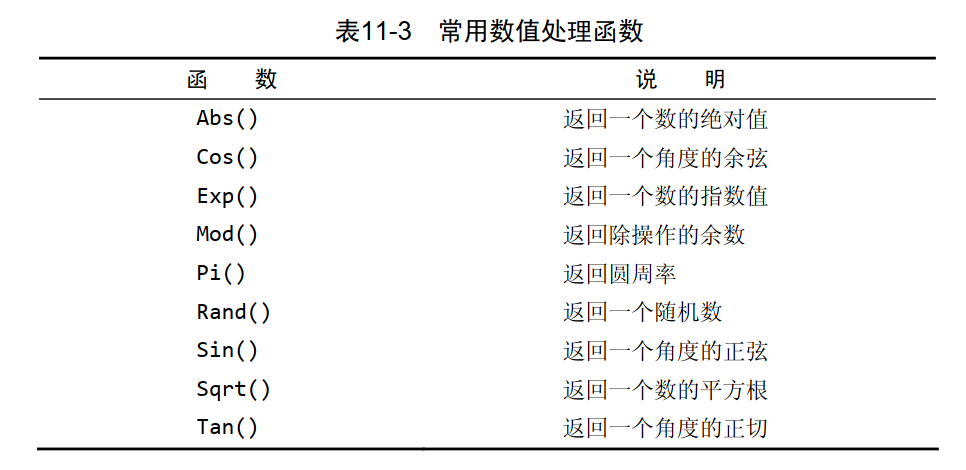 表11-3 常用数值处理函数
函 数 说 明
Abs() 返回一个数的绝对值
Cos() 返回一个角度的余弦
Exp() 返回一个数的指数值
Mod() 返回除操作的余数
Pi() 返回圆周率
Rand() 返回一个随机数
Sin() 返回一个角度的正弦
Sqrt() 返回一个数的平方根
Tan() 返回一个角度的正切